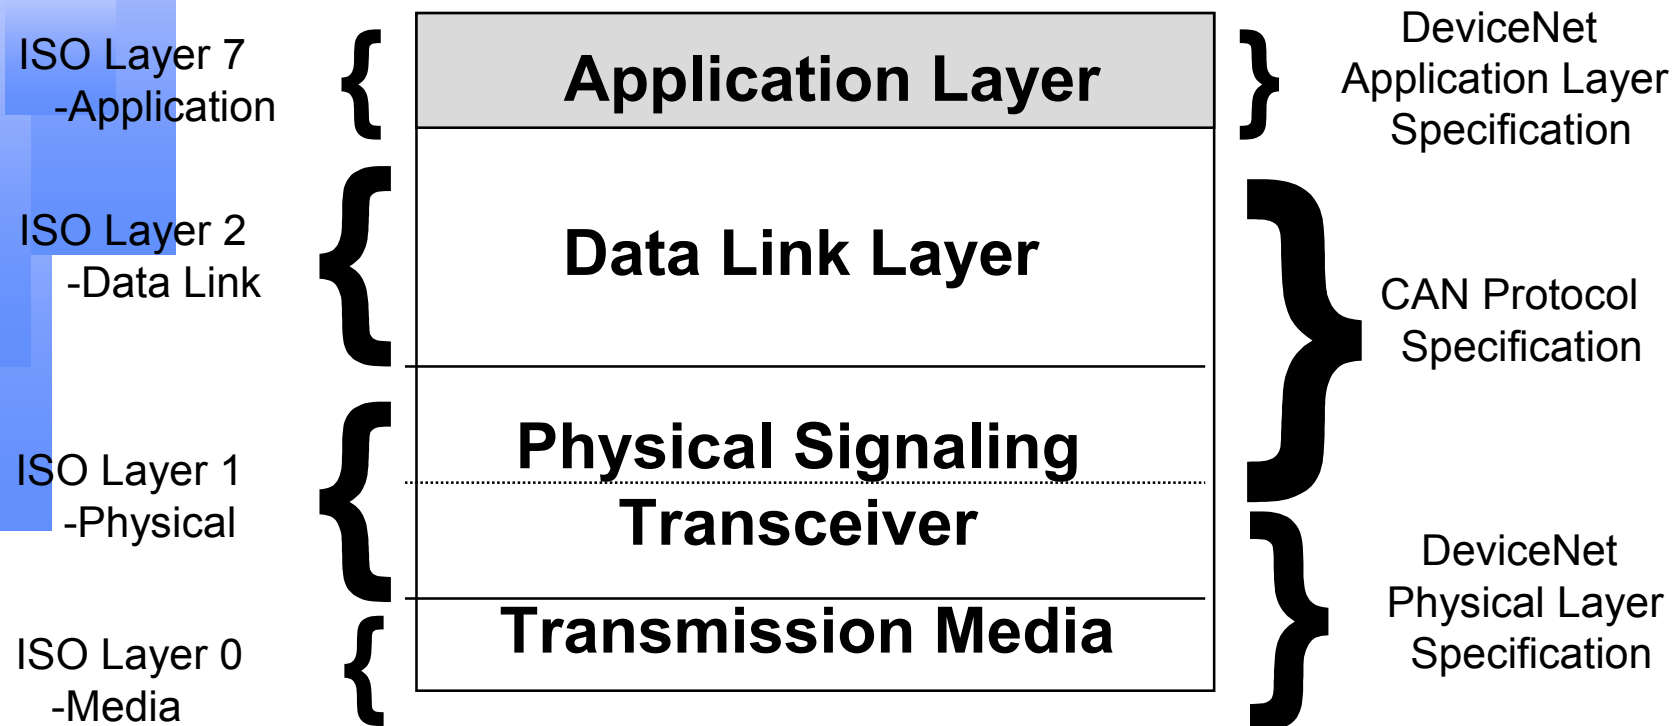 ISO Layer 7
-Application
Application Layer
DeviceNet
Application Layer
Specification
ISO Layer 2
-Data Link
Data Link Layer
CAN Protocol
Specification
ISO Layer 1
-Physical
Physical Signaling
Transceiver
DeviceNet
Physical Layer
Specification
ISO Layer 0
-Media
Transmission Media